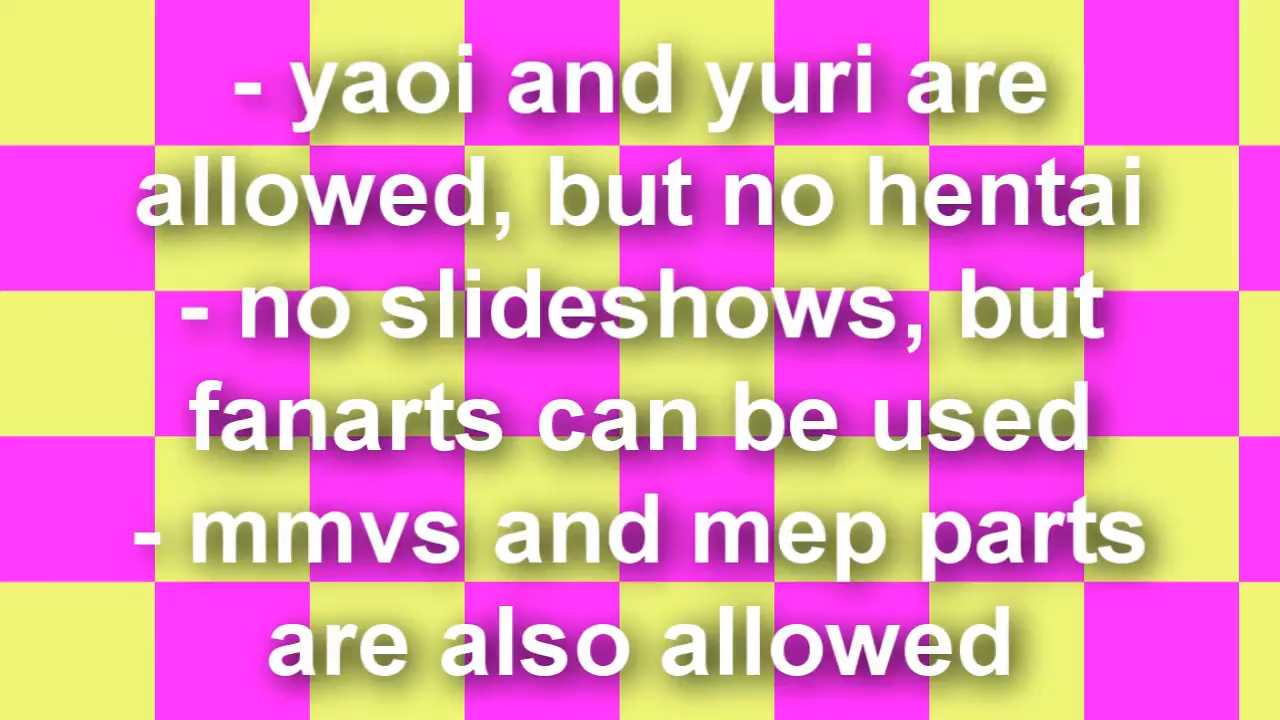 - yaoi and yuri are
allowed, but no hentai
- no slideshows, but
fanarts can be used
- mmvs and mep parts
are also allowed